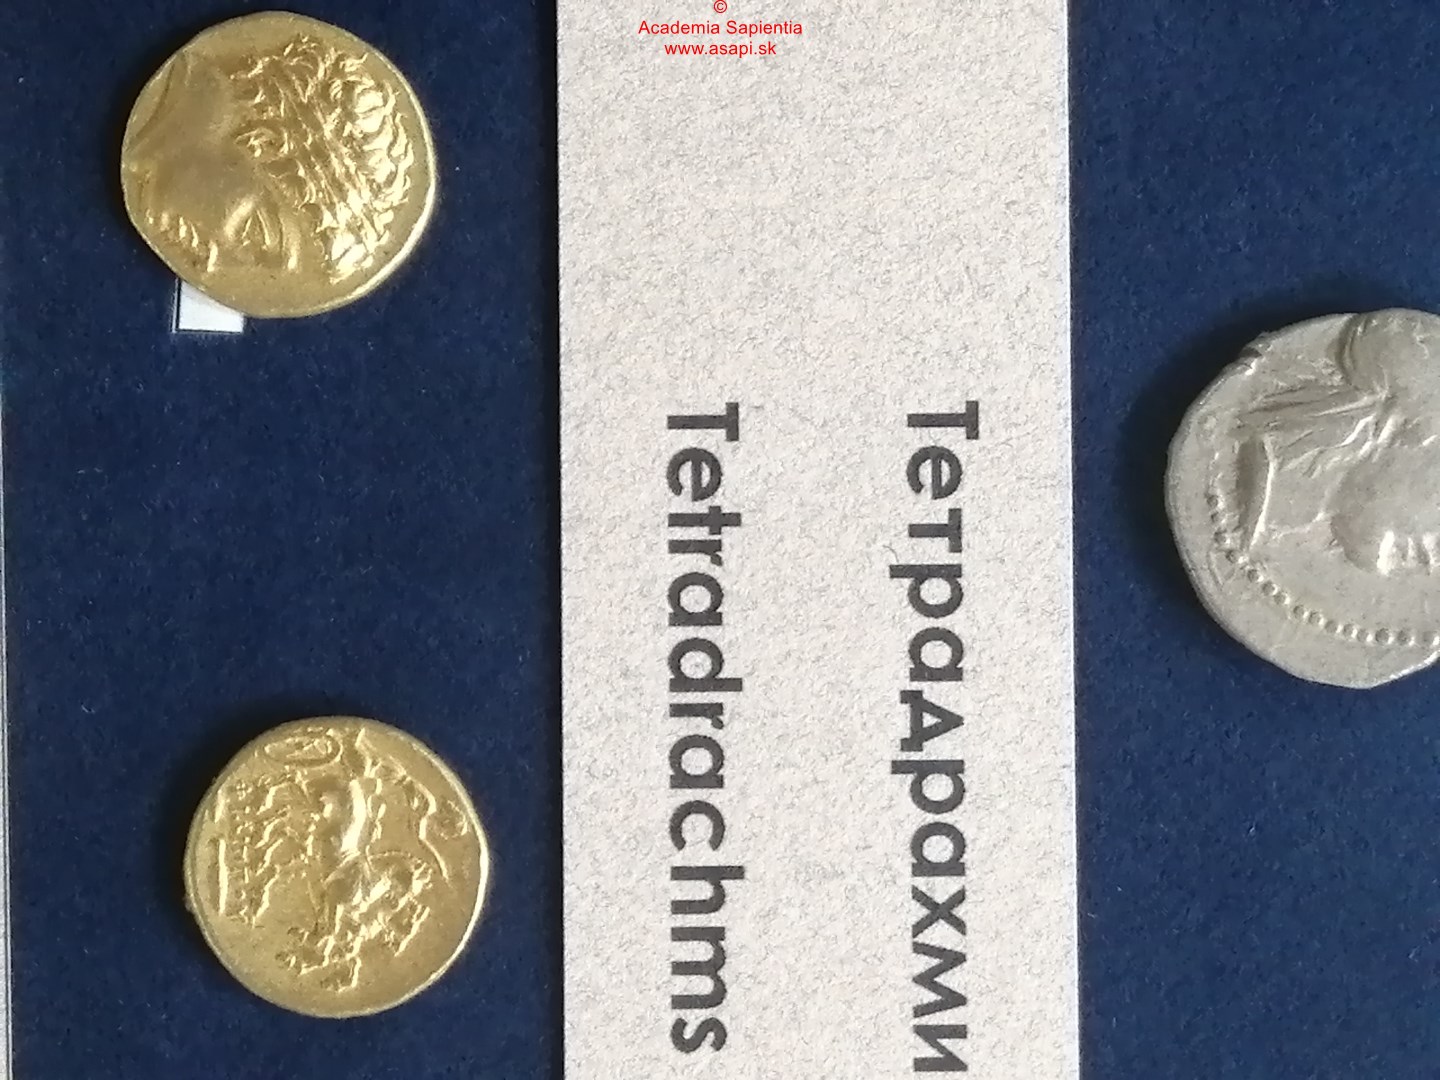 ©
Academia Sapientia
www.asapi.sk
Тетрадрахми
Tetradrachms